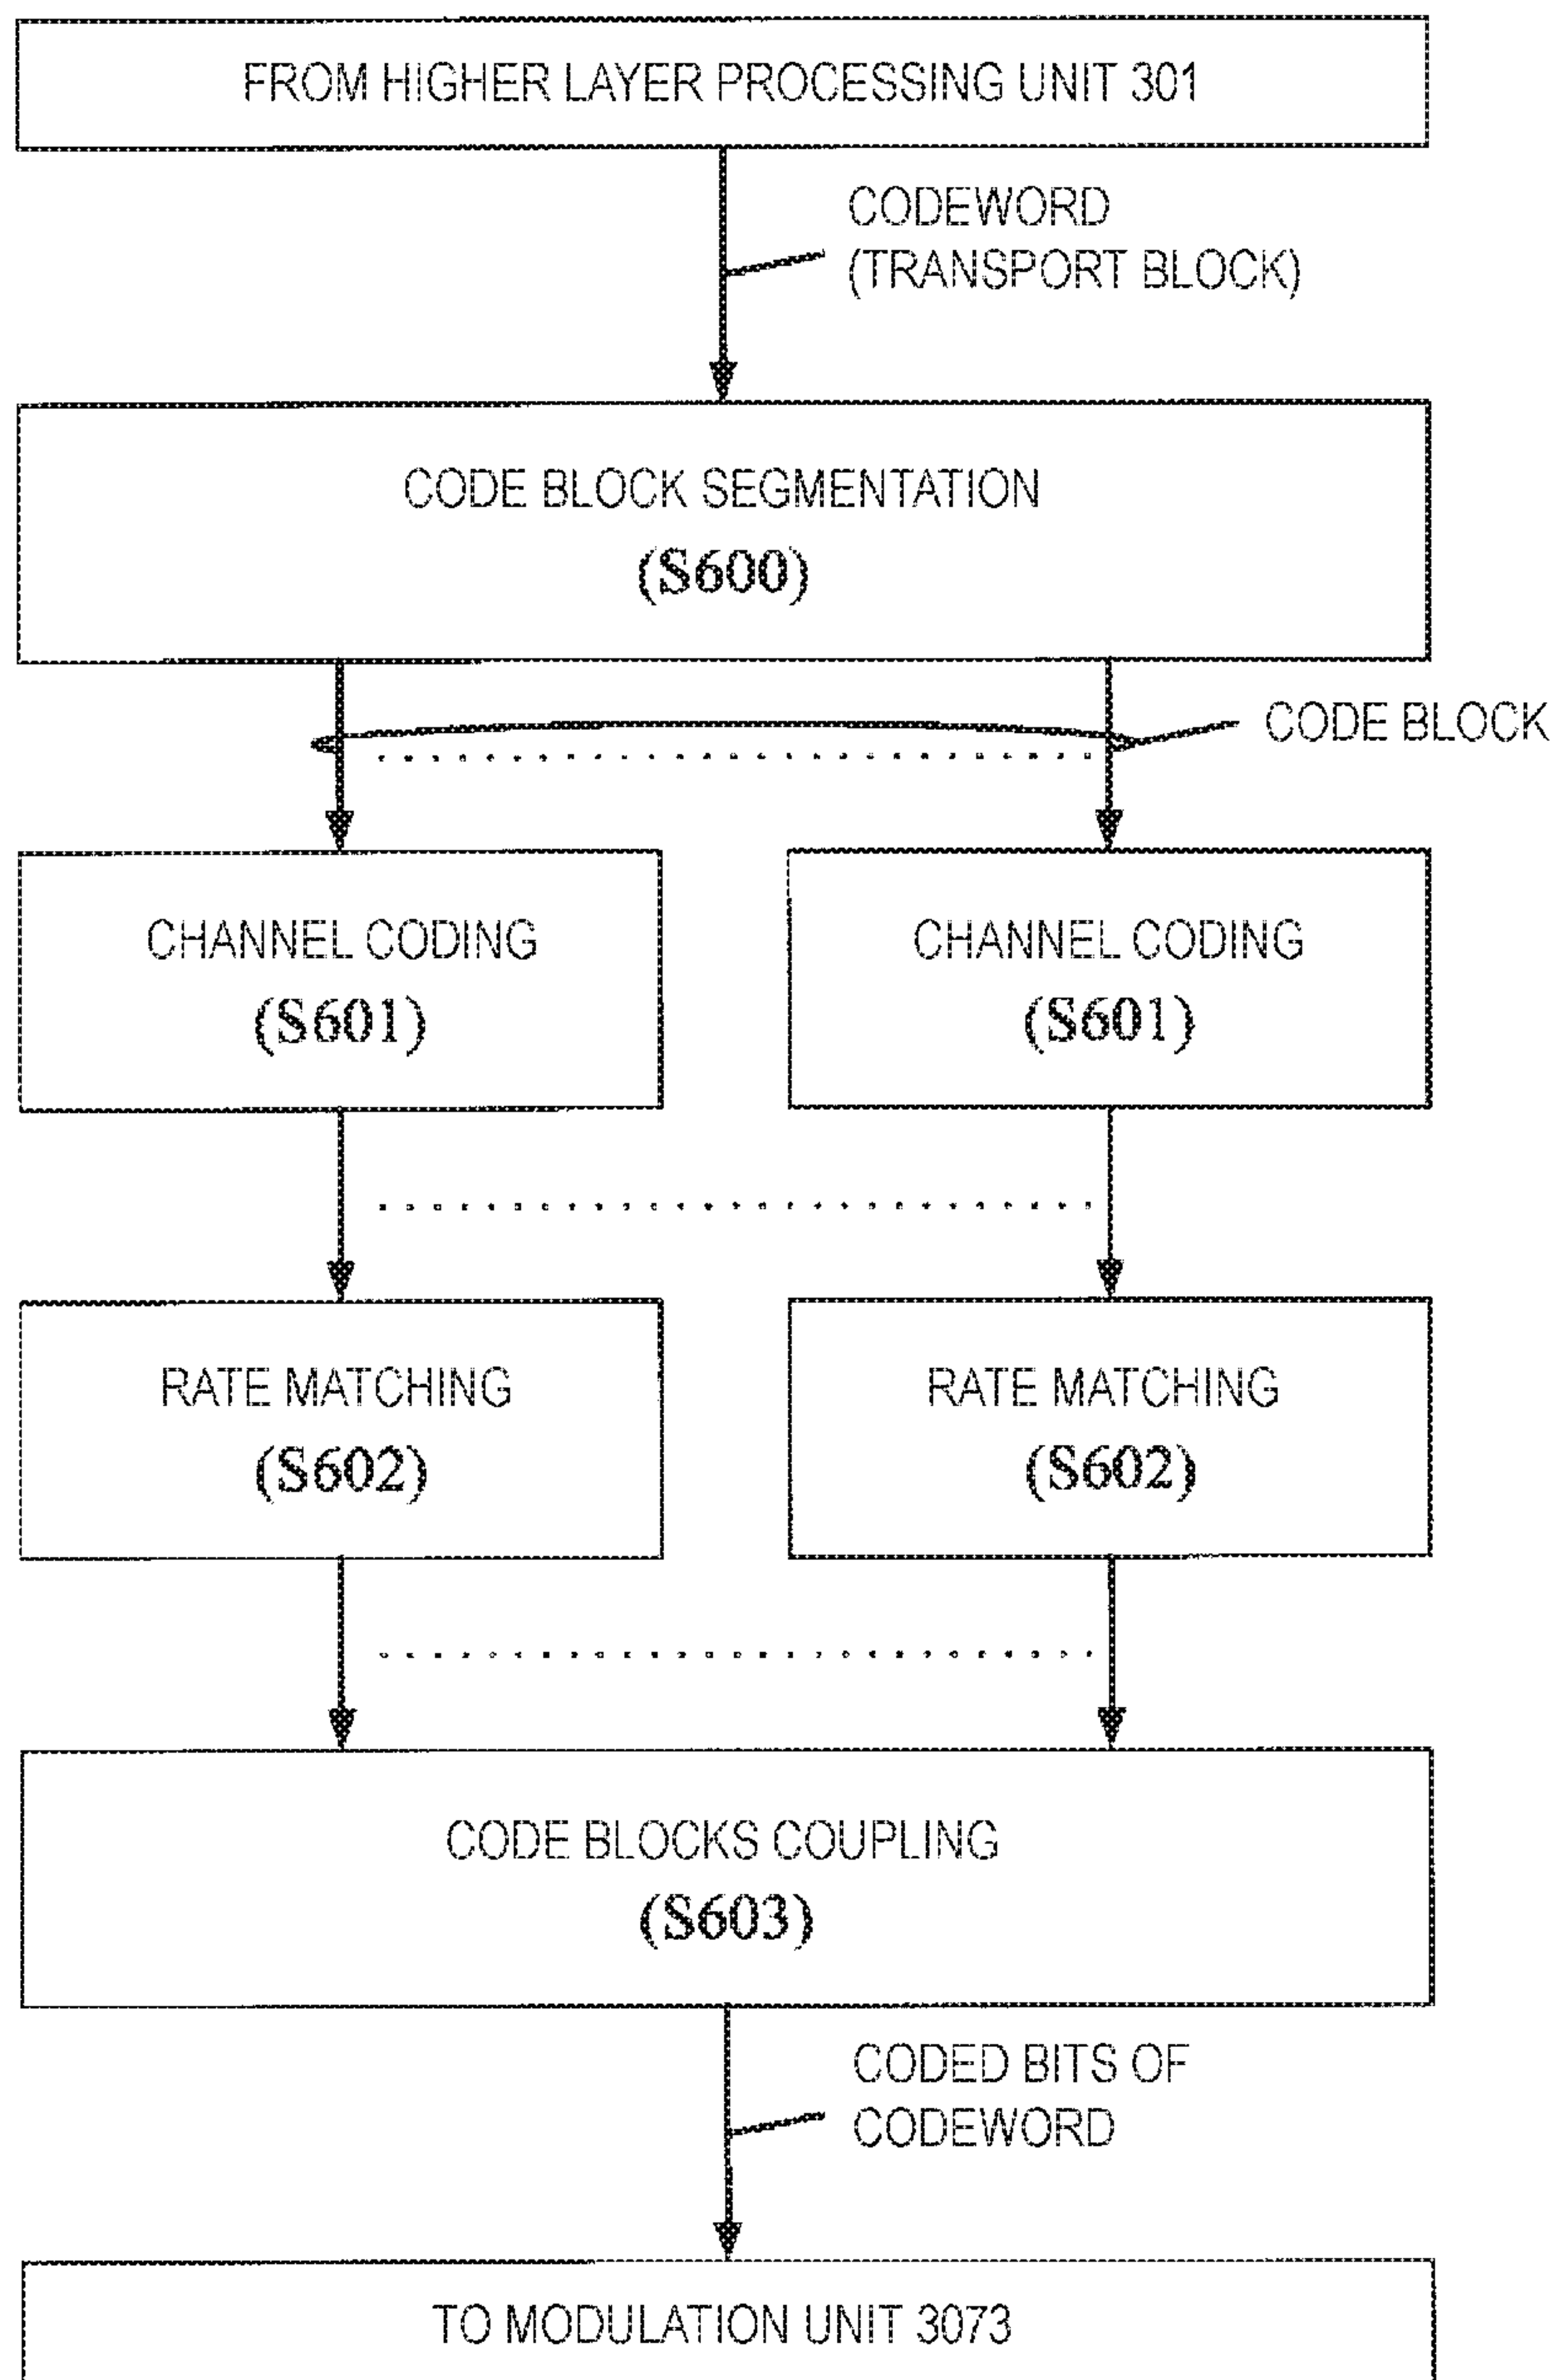 FROM HIGHER LAYER PROCESSING UNIT 301
CODEWORD
(TRANSPORT BLOCK)
CODE BLOCK SEGMENTATION
(S600)
CODE BLOCK
CHANNEL CODING
(S601)
CHANNEL CODING
(S601)
RATE MATCHING
(S602)
RATE MATCHING
(S602)
CODE BLOCKS COUPLING
(S603)
CODED BITS OF
CODEWORD
TO MODULATION UNIT 3073